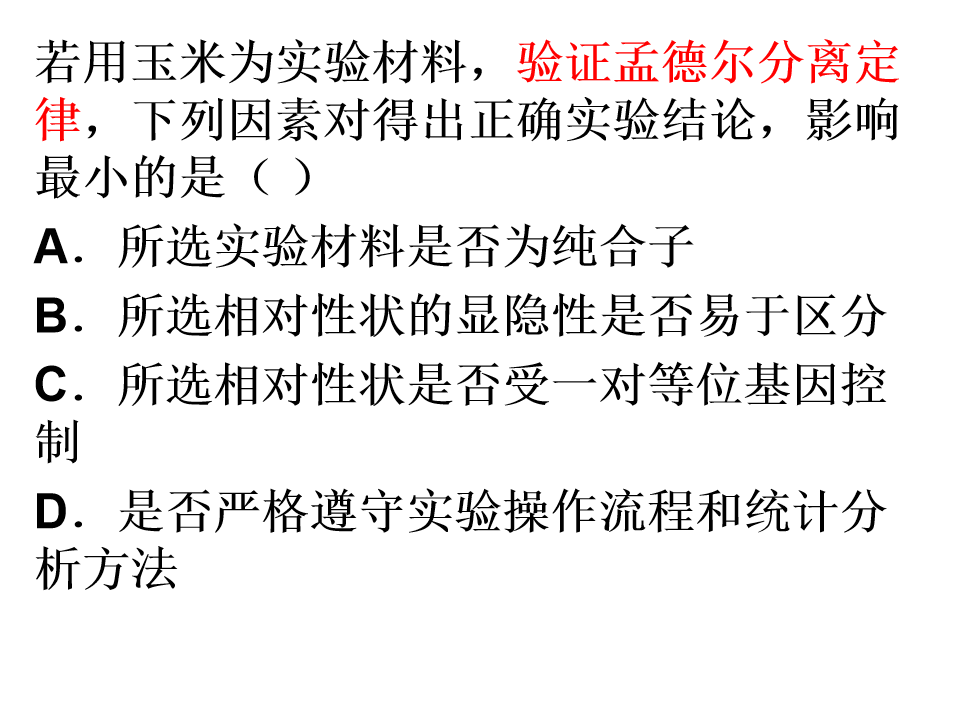 若用玉米为实验材料，验证孟德尔分离定
律，下列因素对得出正确实验结论，影响
最小的是（ ）
A．所选实验材料是否为纯合子
B．所选相对性状的显隐性是否易于区分
C．所选相对性状是否受一对等位基因控
制
D．是否严格遵守实验操作流程和统计分
析方法